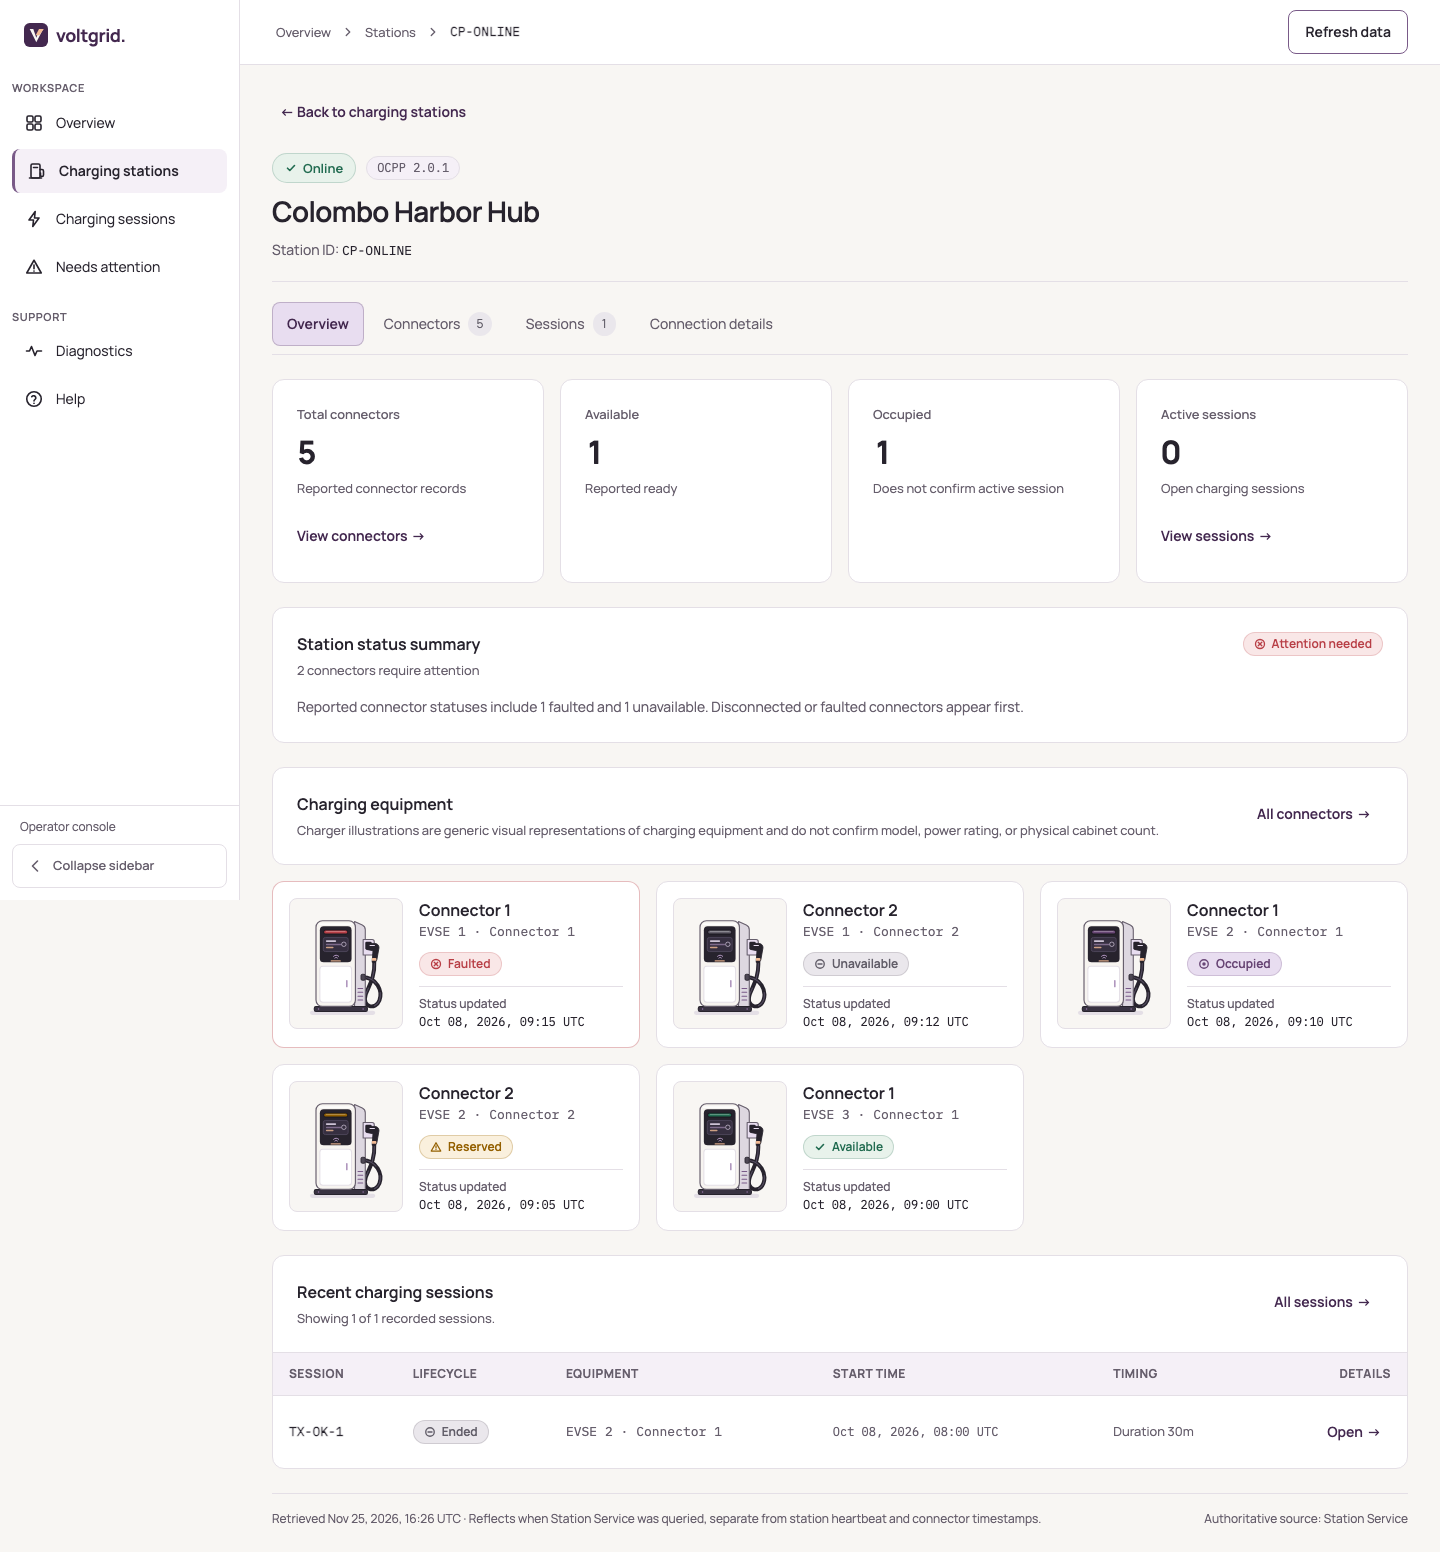 voltgrid.
WORKSPACE
Overview
Charging stations
Charging sessions
Needs attention
SUPPORT
Diagnostics
Help
Operator console
Collapse sidebar
Overview > Stations > CP-ONLINE
Refresh data
← Back to charging stations
Online OCPP 2.0.1
Colombo Harbor Hub
Station ID: CP-ONLINE
Overview Connectors 5 Sessions 1 Connection details
Total connectors
5
Reported connector records
View connectors →
Available
1
Reported ready
Occupied
1
Does not confirm active session
Active sessions
0
Open charging sessions
View sessions →
Station status summary
Attention needed
2 connectors require attention
Reported connector statuses include 1 faulted and 1 unavailable. Disconnected or faulted connectors appear first.
Charging equipment
Charger illustrations are generic visual representations of charging equipment and do not confirm model, power rating, or physical cabinet count.
All connectors →
Connector 1
EVSE 1 · Connector 1
Faulted
Status updated
Oct 08, 2026, 09:15 UTC
Connector 2
EVSE 1 · Connector 2
Unavailable
Status updated
Oct 08, 2026, 09:12 UTC
Connector 1
EVSE 2 · Connector 1
Occupied
Status updated
Oct 08, 2026, 09:10 UTC
Connector 2
EVSE 2 · Connector 2
Reserved
Status updated
Oct 08, 2026, 09:05 UTC
Connector 1
EVSE 3 · Connector 1
Available
Status updated
Oct 08, 2026, 09:00 UTC
Recent charging sessions
Showing 1 of 1 recorded sessions.
All sessions →
SESSION LIFECYCLE EQUIPMENT START TIME TIMING DETAILS
TX-OK-1 Ended EVSE 2 · Connector 1 Oct 08, 2026, 08:00 UTC Duration 30m Open →
Retrieved Nov 25, 2026, 16:26 UTC · Reflects when Station Service was queried, separate from station heartbeat and connector timestamps.
Authoritative source: Station Service